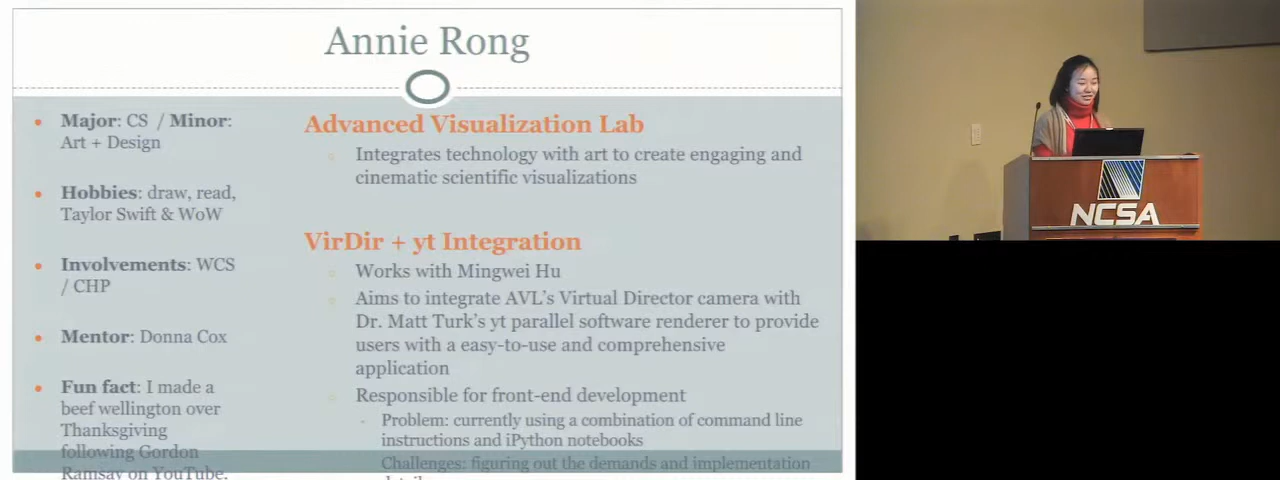 Annie Rong
Major: CS / Minor:
Art + Design
Hobbies: draw, read,
Taylor Swift & WoW
Involvements: WCS
/ CHP
Mentor: Donna Cox
Fun fact: I made a
beef wellington over
Thanksgiving
following Gordon
Ramsay on YouTube.
Advanced Visualization Lab
Integrates technology with art to create engaging and
cinematic scientific visualizations
VirDir + yt Integration
Works with Mingwei Hu
Aims to integrate AVL's Virtual Director camera with
Dr. Matt Turk's yt parallel software renderer to provide
users with a easy-to-use and comprehensive
application
Responsible for front-end development
- Problem: currently using a combination of command line
instructions and iPython notebooks
Challenges: figuring out the demands and implementation
NCSA